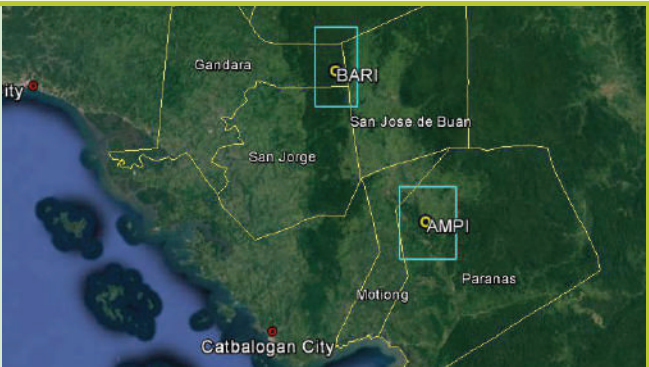 Gandara
BARI
ity
San Jose de Buan
San Jorge
AMPI
Paranas
Motiong
Catbalogan City